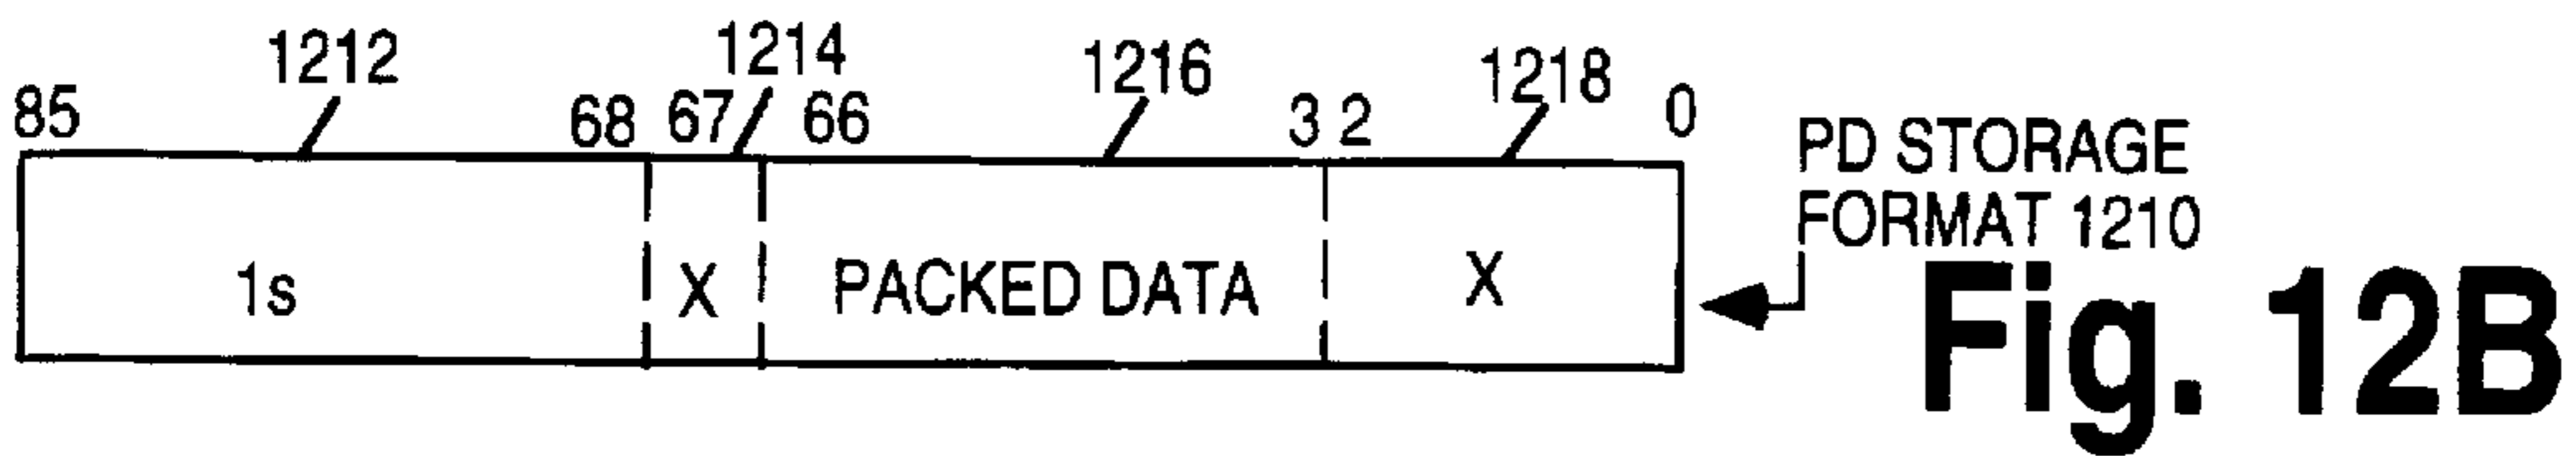 1212 1214 1216 1218
85 68 67 66 3 2 0
1s X PACKED DATA X
PD STORAGE
FORMAT 1210
Fig. 12B